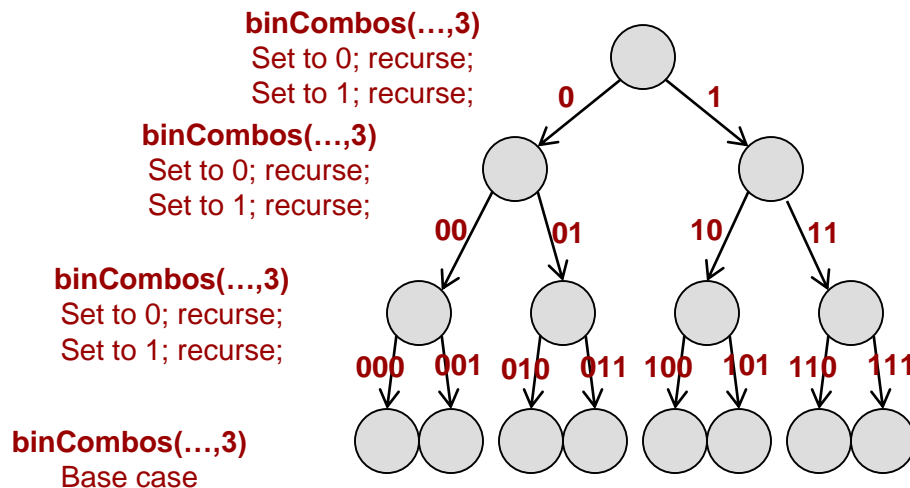 binCombos(…,3)
Set to 0; recurse;
Set to 1; recurse;
0
1
binCombos(…,3)
Set to 0; recurse;
Set to 1; recurse;
00
01
10
11
binCombos(…,3)
Set to 0; recurse;
Set to 1; recurse;
000
001
010
011
100
101
110
111
binCombos(…,3)
Base case